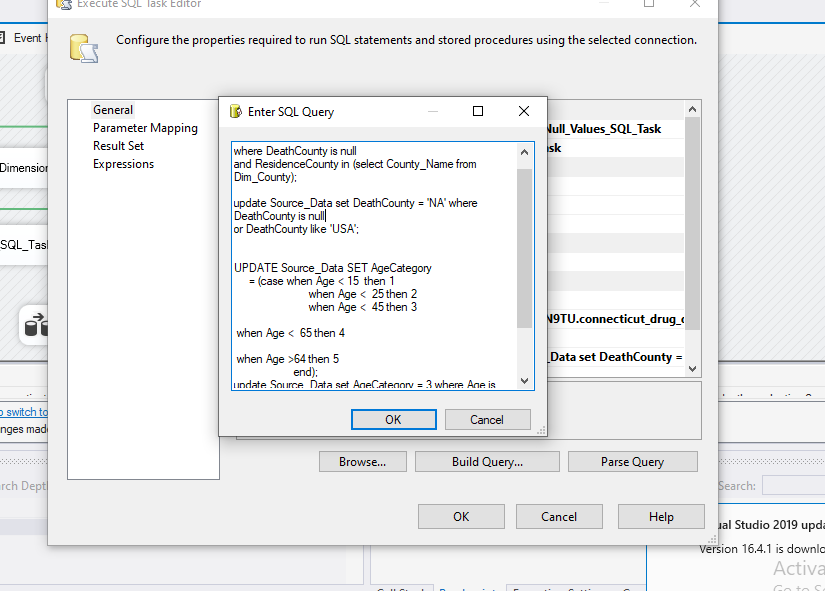 Execute SQL Task Editor
Event
Configure the properties required to run SQL statements and stored procedures using the selected connection.
General
Parameter Mapping
Result Set
Expressions
Dimension
SQL_Tas
Enter SQL Query
where DeathCounty is null
and ResidenceCounty in (select County_Name from
Dim_County);
update Source_Data set DeathCounty = 'NA' where
DeathCounty is null
or DeathCounty like 'USA';
UPDATE Source_Data SET AgeCategory
= (case when Age < 15 then 1
when Age < 25 then 2
when Age < 45 then 3
when Age < 65 then 4
when Age >64 then 5
end);
update Source_Data set AgeCategory = 3 where Age is
OK
Cancel
Null_Values_SQL_Task
sk
N9TU.connecticut_drug_
_Data set DeathCounty =
o switch to
nges made
rch Dept
Browse...
Build Query...
Parse Query
Search:
OK
Cancel
Help
ual Studio 2019 upda
Version 16.4.1 is downlo
Activa